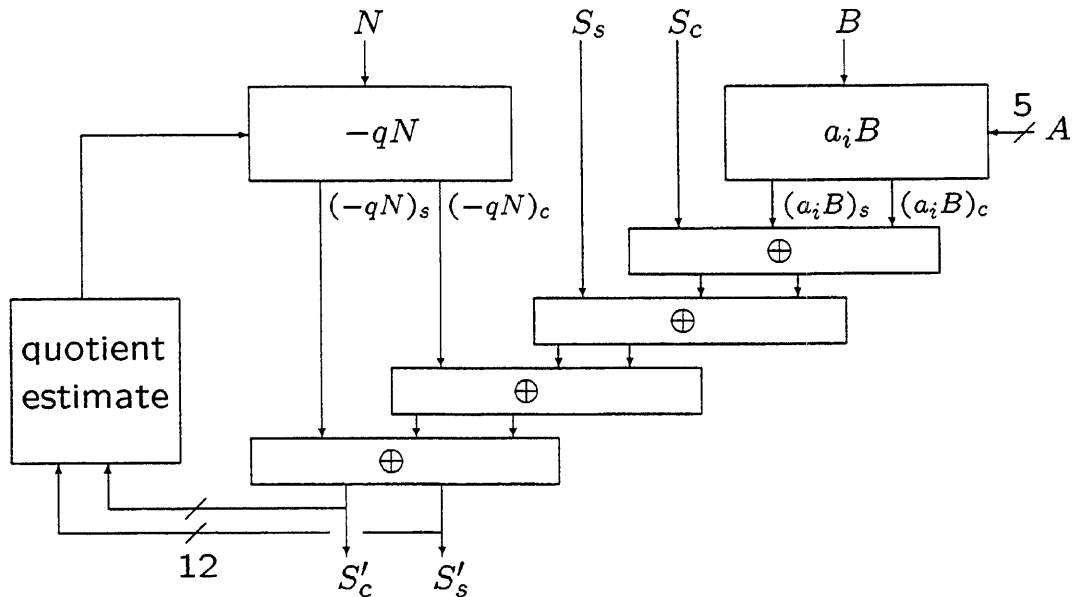 N S_s S_c B
5
−qN a_iB A
(−qN)_s (−qN)_c (a_iB)_s (a_iB)_c
⊕
⊕
quotient
estimate
⊕
⊕
12
S'_c S'_s